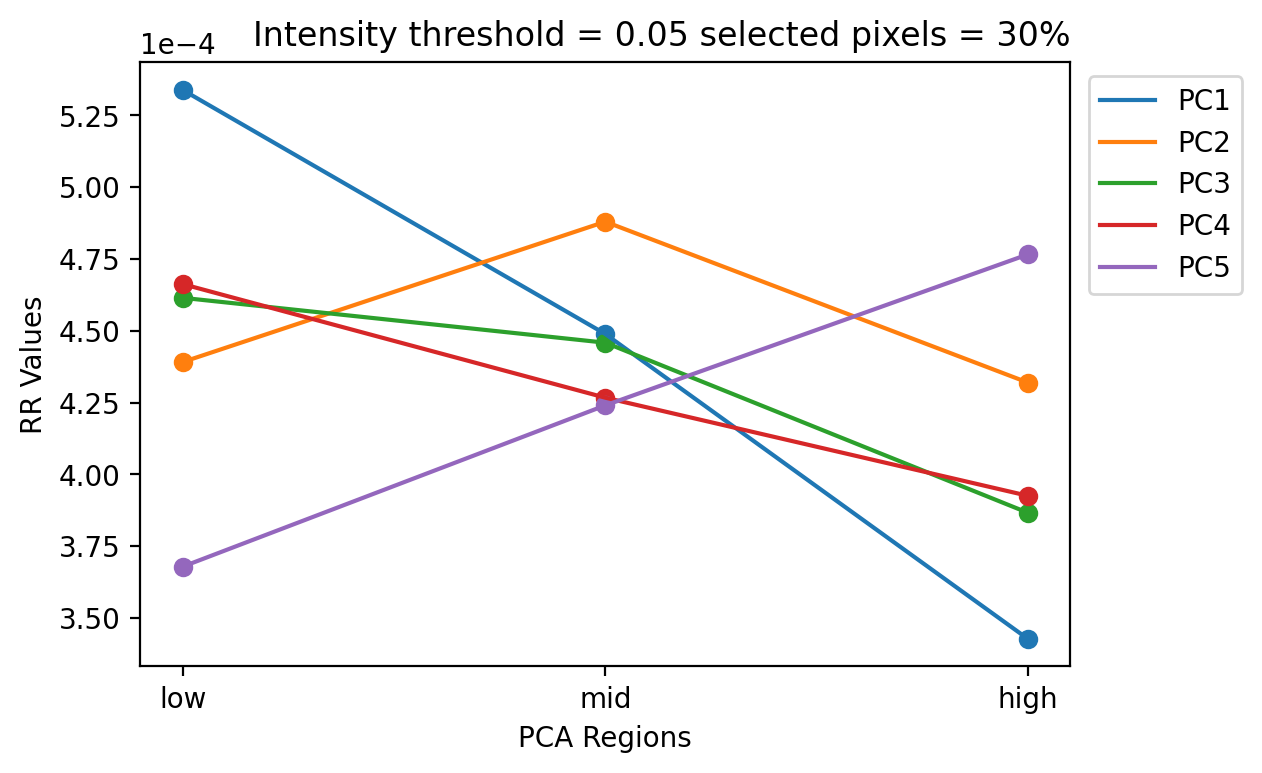 Intensity threshold = 0.05 selected pixels = 30%
1e−4
5.25
5.00
4.75
4.50
4.25
4.00
3.75
3.50
RR Values
low
mid
high
PCA Regions
PC1
PC2
PC3
PC4
PC5